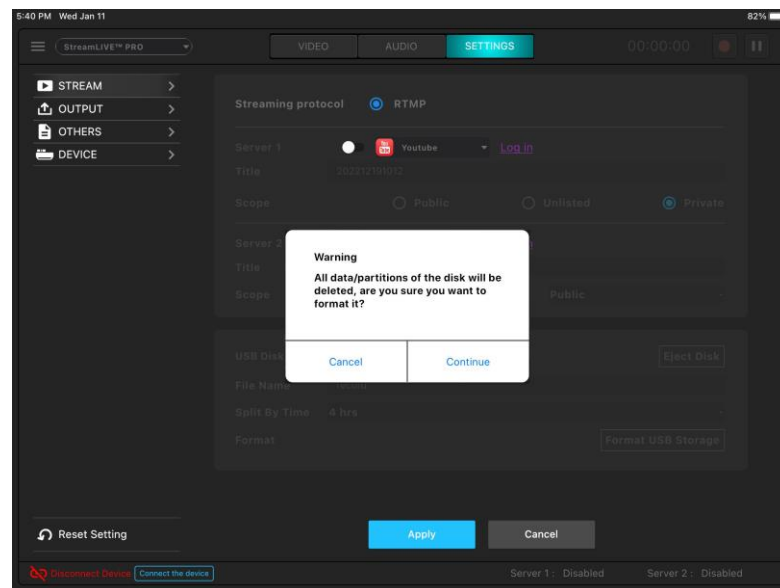 5:40 PM Wed Jan 11
82%
StreamLIVE™ PRO
VIDEO
AUDIO
SETTINGS
00:00:00
STREAM
OUTPUT
OTHERS
DEVICE
Streaming protocol
RTMP
Server 1
Youtube
Log in
Title
Scope
Public
Unlisted
Private
Server 2
Title
Scope
Public
Warning
All data/partitions of the disk will be
deleted, are you sure you want to
format it?
Cancel
Continue
USB Disk
Eject Disk
File Name
Split By Time
4 hrs
Format
Format USB Storage
Reset Setting
Apply
Cancel
Disconnect Device
Connect the device
Server 1 : Disabled
Server 2 : Disabled